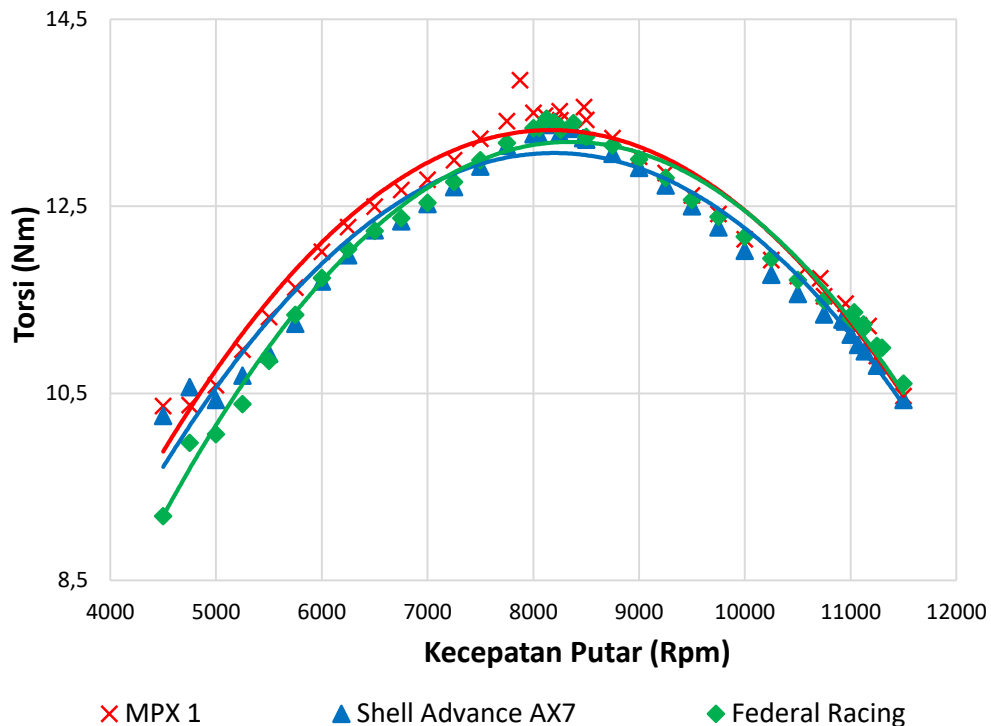 14,5
12,5
10,5
8,5
Torsi (Nm)
4000 5000 6000 7000 8000 9000 10000 11000 12000
Kecepatan Putar (Rpm)
MPX 1 Shell Advance AX7 Federal Racing